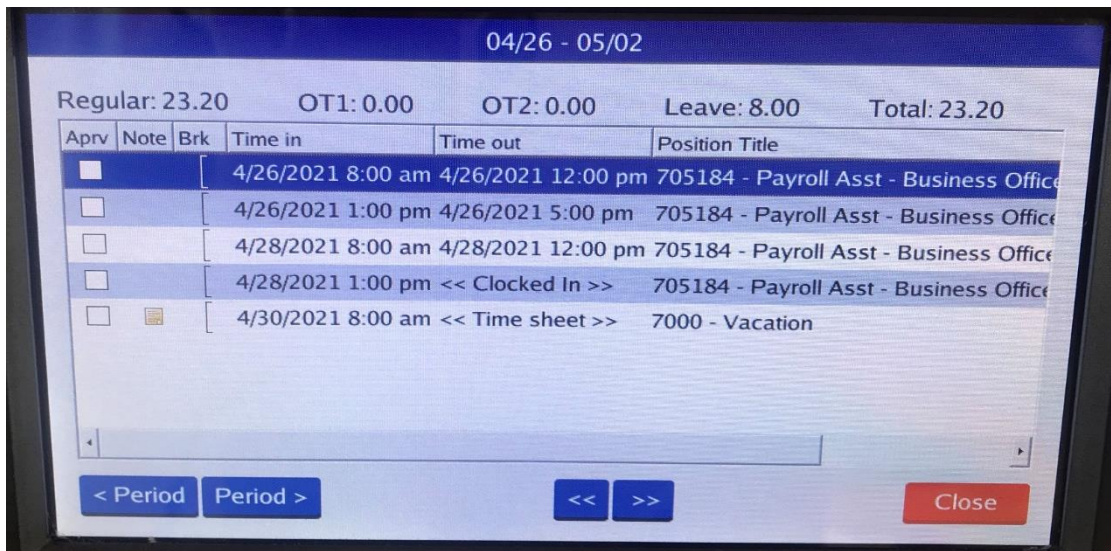 04/26 - 05/02
Regular: 23.20 OT1: 0.00 OT2: 0.00 Leave: 8.00 Total: 23.20
Aprv Note Brk Time in Time out Position Title
4/26/2021 8:00 am 4/26/2021 12:00 pm 705184 - Payroll Asst - Business Office
4/26/2021 1:00 pm 4/26/2021 5:00 pm 705184 - Payroll Asst - Business Office
4/28/2021 8:00 am 4/28/2021 12:00 pm 705184 - Payroll Asst - Business Office
4/28/2021 1:00 pm << Clocked In >> 705184 - Payroll Asst - Business Office
4/30/2021 8:00 am << Time sheet >> 7000 - Vacation
< Period Period > << >> Close